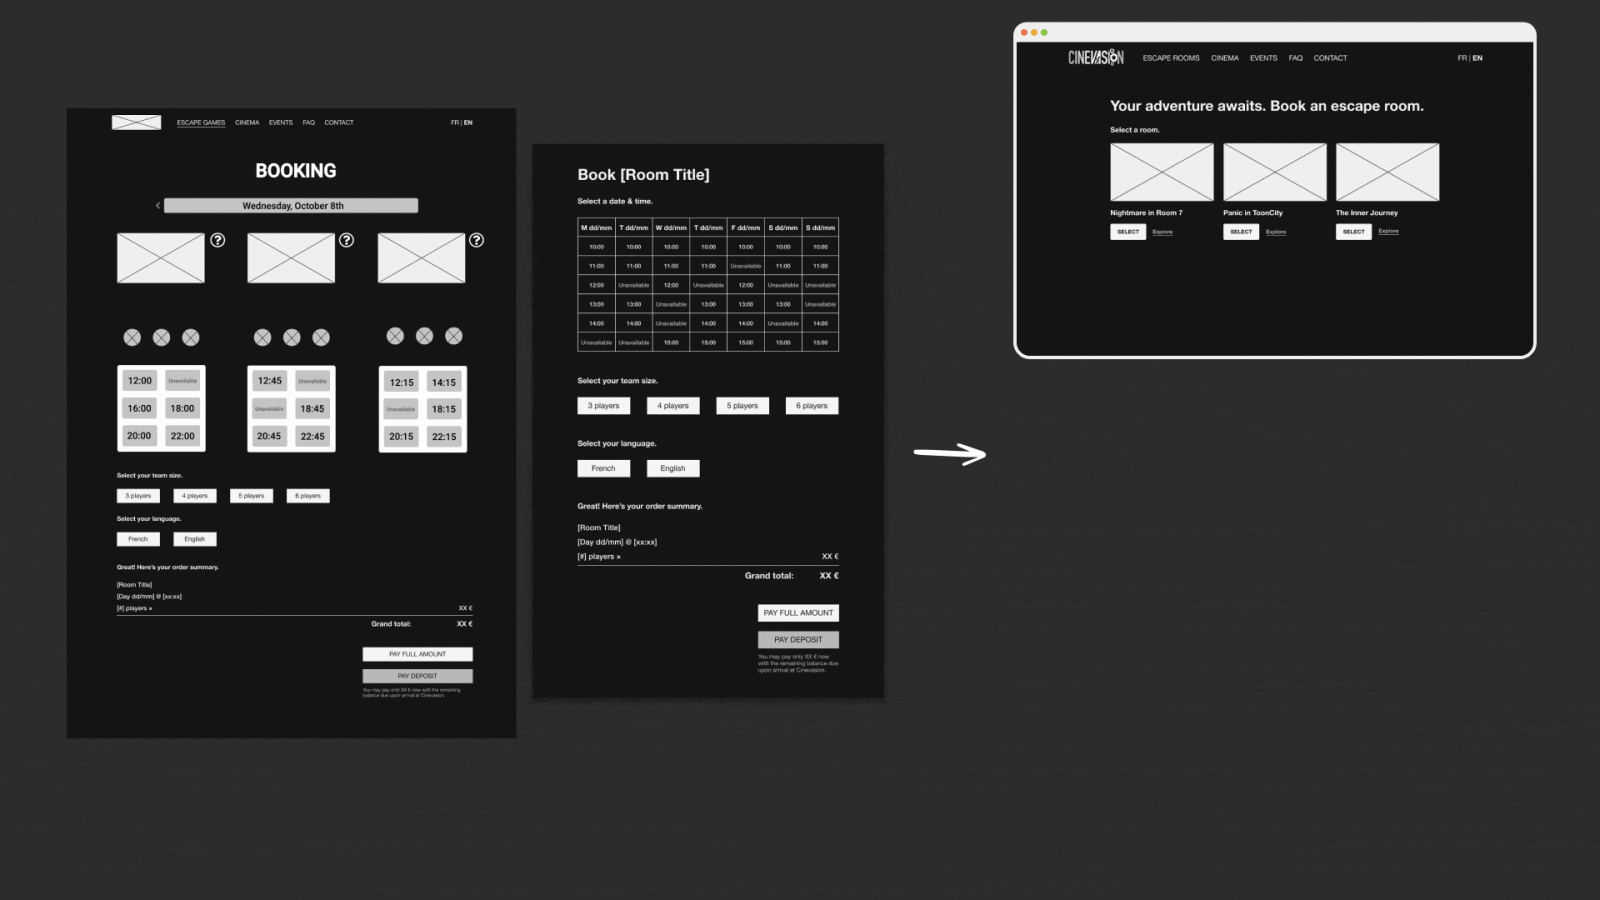 ESCAPE GAMES CINEMA EVENTS FAQ CONTACT FR | EN
BOOKING
< Wednesday, October 8th
? ? ?
12:00 Unavailable 12:45 Unavailable 12:15 14:15
16:00 18:00 Unavailable 18:45 Unavailable 18:15
20:00 22:00 20:45 22:45 20:15 22:15
Select your team size.
3 players 4 players 5 players 6 players
Select your language.
French English
Great! Here's your order summary.
[Room Title]
[Day dd/mm] @ [xx:xx]
[#] players × XX €
Grand total: XX €
PAY FULL AMOUNT
PAY DEPOSIT
You may pay only XX € now with the remaining
balance due upon arrival at Cinevasion.
Book [Room Title]
Select a date & time.
M dd/mm T dd/mm W dd/mm T dd/mm F dd/mm S dd/mm S dd/mm
10:00 10:00 10:00 10:00 10:00 10:00 10:00
11:00 11:00 11:00 11:00 Unavailable 11:00 11:00
12:00 Unavailable 12:00 Unavailable 12:00 Unavailable Unavailable
13:00 13:00 Unavailable 13:00 13:00 13:00 Unavailable
14:00 14:00 Unavailable 14:00 14:00 Unavailable 14:00
Unavailable Unavailable 15:00 15:00 15:00 15:00 15:00
Select your team size.
3 players 4 players 5 players 6 players
Select your language.
French English
Great! Here's your order summary.
[Room Title]
[Day dd/mm] @ [xx:xx]
[#] players × XX €
Grand total: XX €
PAY FULL AMOUNT
PAY DEPOSIT
You may pay only XX € now
with the remaining balance due
upon arrival at Cinevasion.
CINEVASION ESCAPE ROOMS CINEMA EVENTS FAQ CONTACT FR | EN
Your adventure awaits. Book an escape room.
Select a room.
Nightmare in Room 7 Panic in ToonCity The Inner Journey
SELECT Explore SELECT Explore SELECT Explore